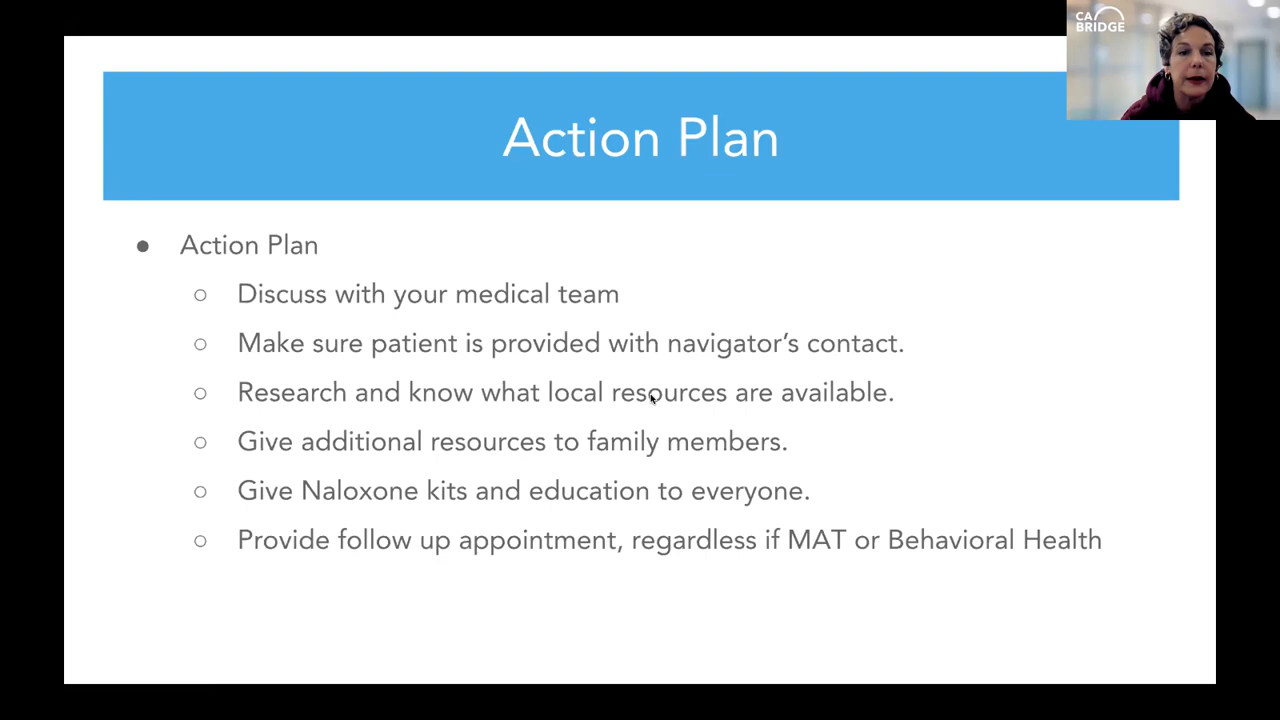 CA
BRIDGE
Action Plan
● Action Plan
○ Discuss with your medical team
○ Make sure patient is provided with navigator’s contact.
○ Research and know what local resources are available.
○ Give additional resources to family members.
○ Give Naloxone kits and education to everyone.
○ Provide follow up appointment, regardless if MAT or Behavioral Health